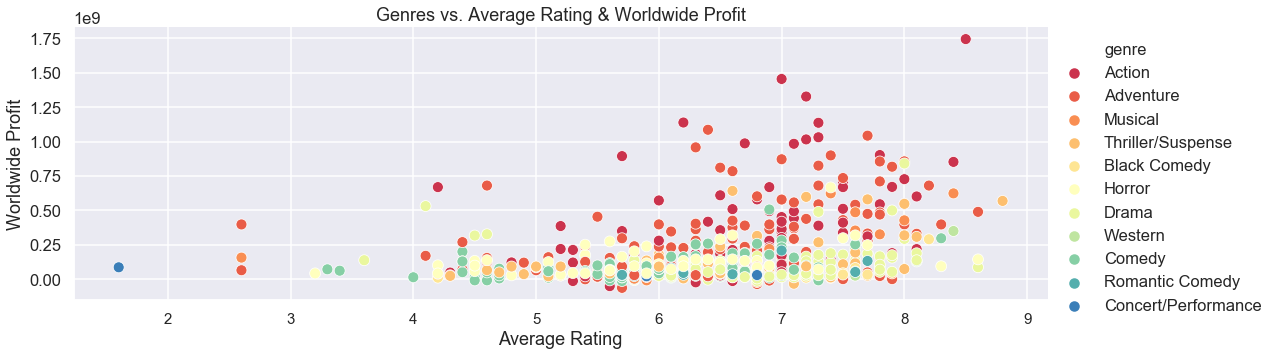 Genres vs. Average Rating & Worldwide Profit
1e9
1.75
1.50
1.25
1.00
0.75
0.50
0.25
0.00
Worldwide Profit
2 3 4 5 6 7 8 9
Average Rating
genre
Action
Adventure
Musical
Thriller/Suspense
Black Comedy
Horror
Drama
Western
Comedy
Romantic Comedy
Concert/Performance